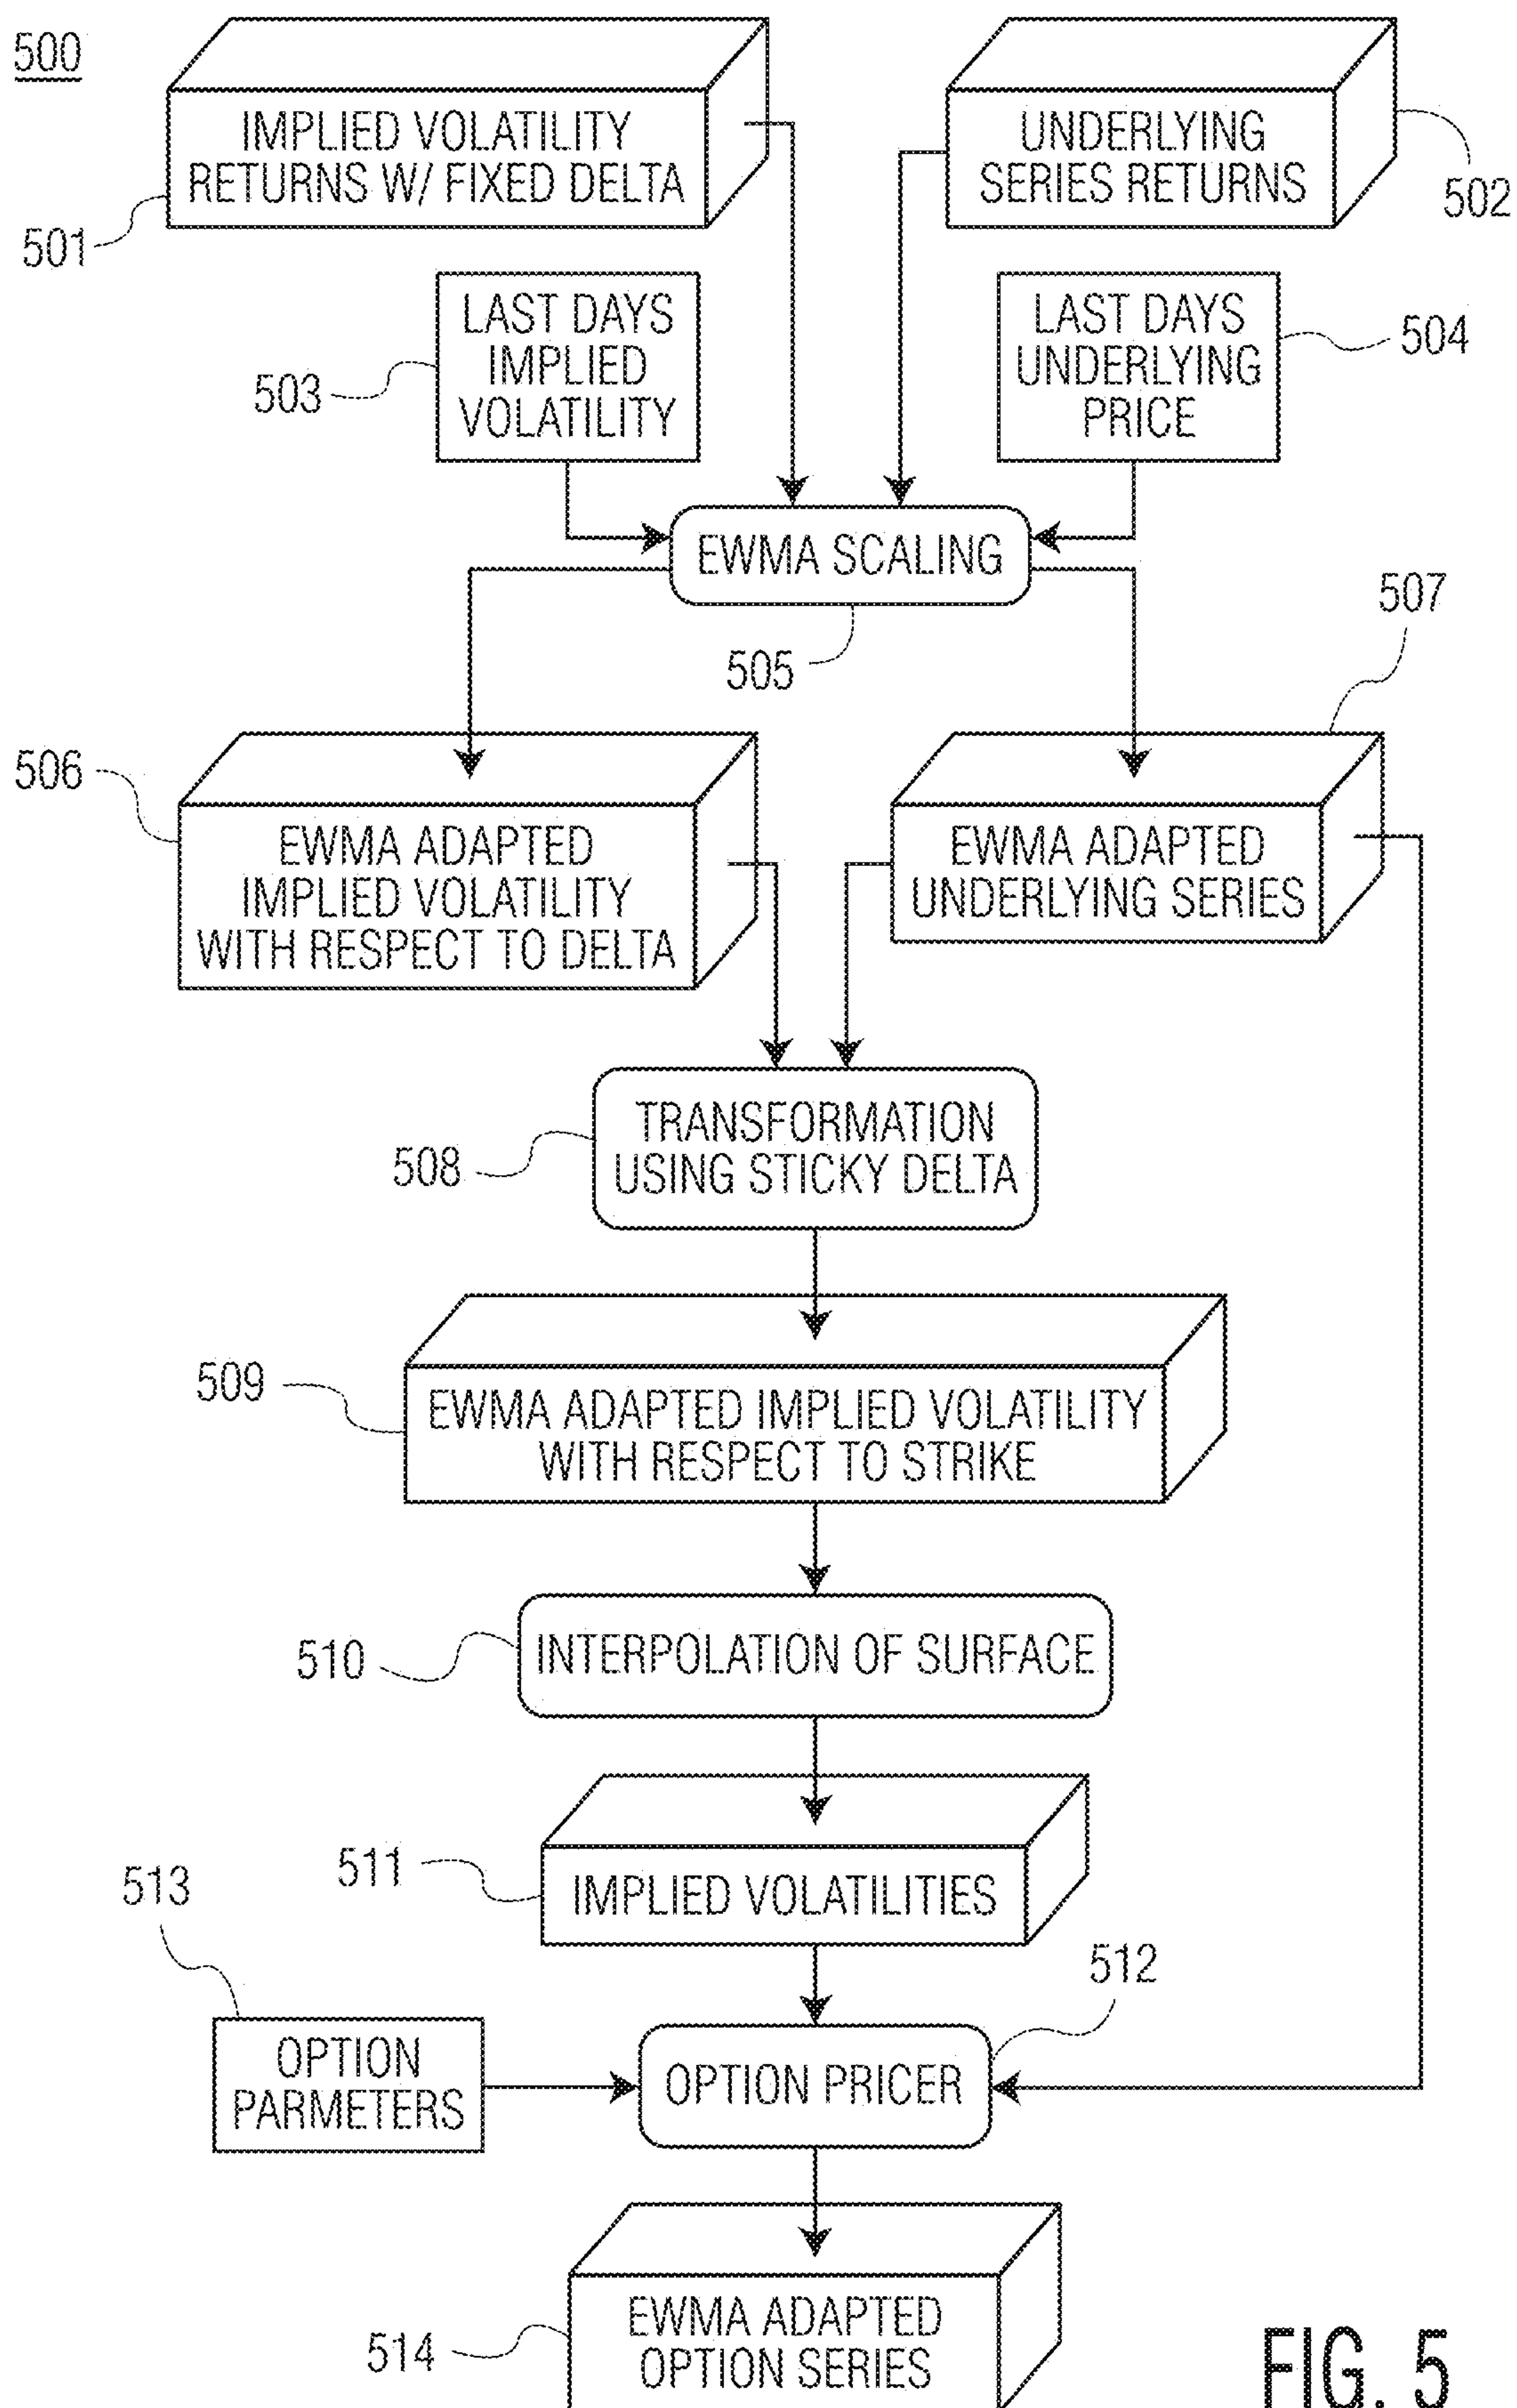 500
IMPLIED VOLATILITY
RETURNS W/ FIXED DELTA
501
UNDERLYING
SERIES RETURNS
502
LAST DAYS
IMPLIED
VOLATILITY
503
LAST DAYS
UNDERLYING
PRICE
504
EWMA SCALING
505
507
506
EWMA ADAPTED
IMPLIED VOLATILITY
WITH RESPECT TO DELTA
EWMA ADAPTED
UNDERLYING SERIES
508
TRANSFORMATION
USING STICKY DELTA
509
EWMA ADAPTED IMPLIED VOLATILITY
WITH RESPECT TO STRIKE
510
INTERPOLATION OF SURFACE
511
IMPLIED VOLATILITIES
513
512
OPTION
PARMETERS
OPTION PRICER
514
EWMA ADAPTED
OPTION SERIES
FIG. 5